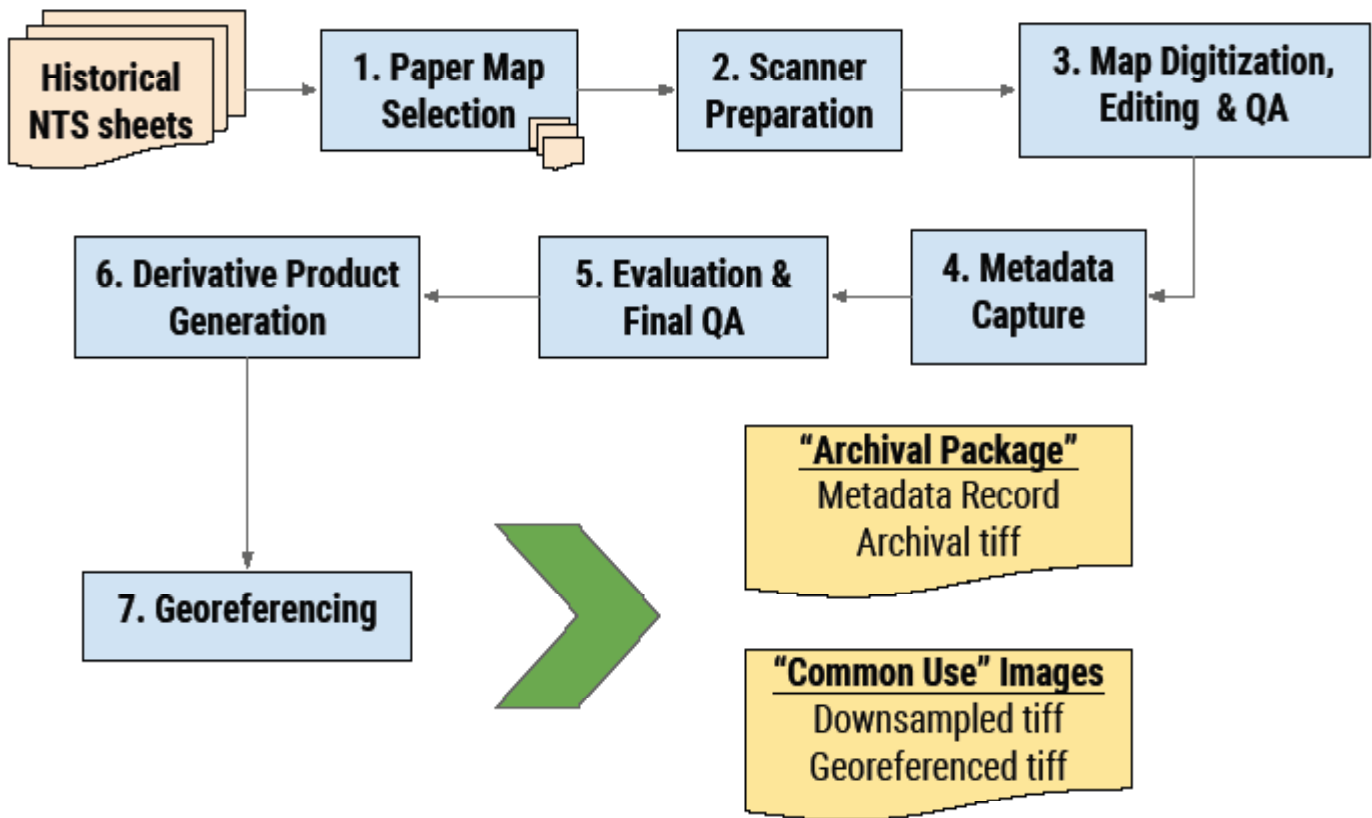 Historical
NTS sheets
1. Paper Map
Selection
2. Scanner
Preparation
3. Map Digitization,
Editing & QA
4. Metadata
Capture
5. Evaluation &
Final QA
6. Derivative Product
Generation
7. Georeferencing
“Archival Package”
Metadata Record
Archival tiff
“Common Use” Images
Downsampled tiff
Georeferenced tiff